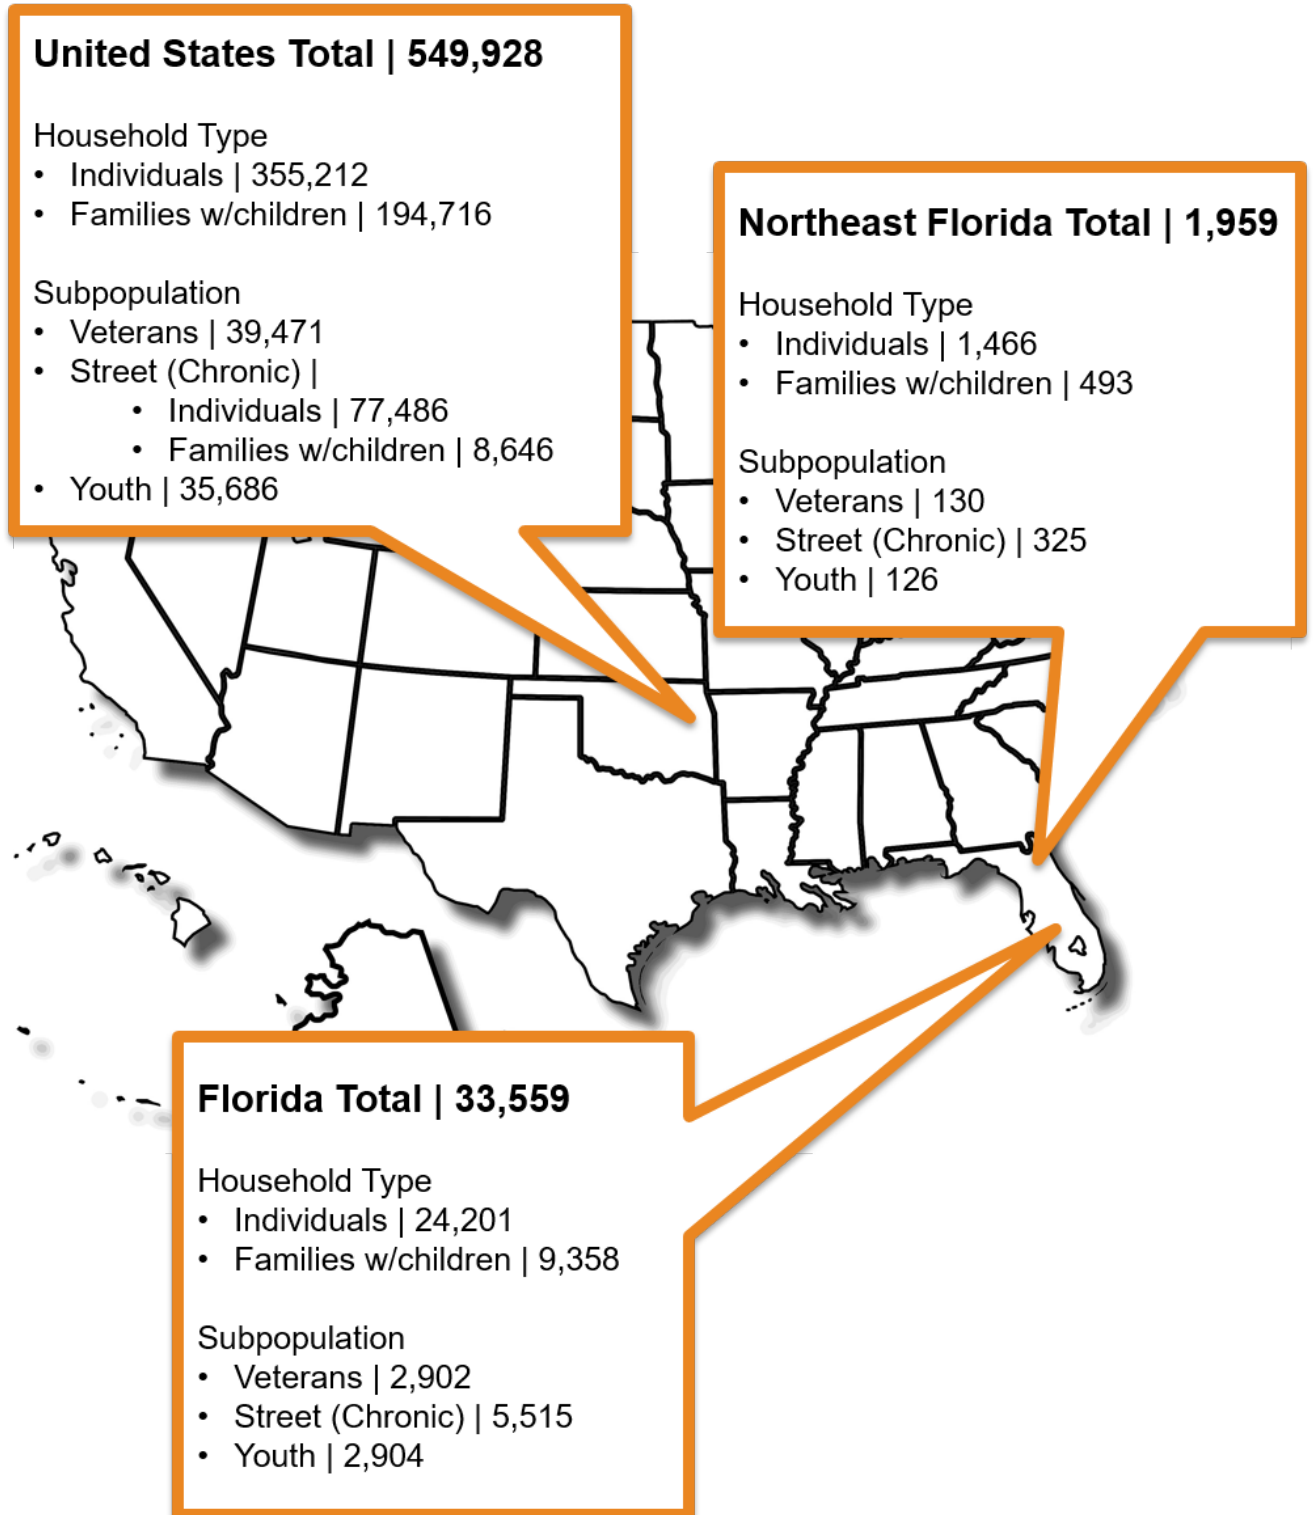 United States Total | 549,928
Household Type
• Individuals | 355,212
• Families w/children | 194,716
Subpopulation
• Veterans | 39,471
• Street (Chronic) |
• Individuals | 77,486
• Families w/children | 8,646
• Youth | 35,686
Northeast Florida Total | 1,959
Household Type
• Individuals | 1,466
• Families w/children | 493
Subpopulation
• Veterans | 130
• Street (Chronic) | 325
• Youth | 126
Florida Total | 33,559
Household Type
• Individuals | 24,201
• Families w/children | 9,358
Subpopulation
• Veterans | 2,902
• Street (Chronic) | 5,515
• Youth | 2,904